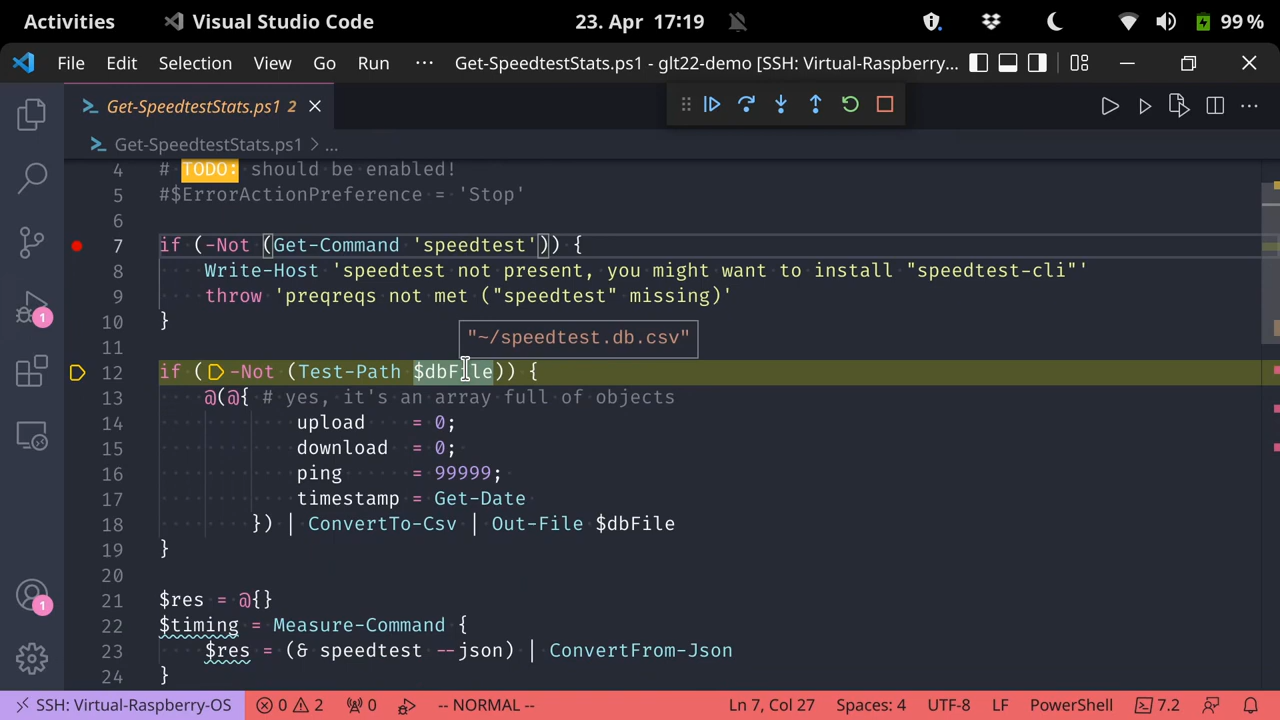 Activities Visual Studio Code 23. Apr 17:19 99 %
File Edit Selection View Go Run ··· Get-SpeedtestStats.ps1 - glt22-demo [SSH: Virtual-Raspberry-...
Get-SpeedtestStats.ps1 2
Get-SpeedtestStats.ps1 > ...
4 # TODO: should be enabled!
5 #$ErrorActionPreference = 'Stop'
6
7 if (-Not (Get-Command 'speedtest')) {
8 Write-Host 'speedtest not present, you might want to install "speedtest-cli"'
9 throw 'preqreqs not met ("speedtest" missing)'
10 }
"~/speedtest.db.csv"
11
12 if (-Not (Test-Path $dbFile)) {
13 @(@{ # yes, it's an array full of objects
14 upload = 0;
15 download = 0;
16 ping = 99999;
17 timestamp = Get-Date
18 }) | ConvertTo-Csv | Out-File $dbFile
19 }
20
21 $res = @{}
22 $timing = Measure-Command {
23 $res = (& speedtest --json) | ConvertFrom-Json
24 }
1
1
SSH: Virtual-Raspberry-OS 0 2 0 -- NORMAL -- Ln 7, Col 27 Spaces: 4 UTF-8 LF PowerShell 7.2